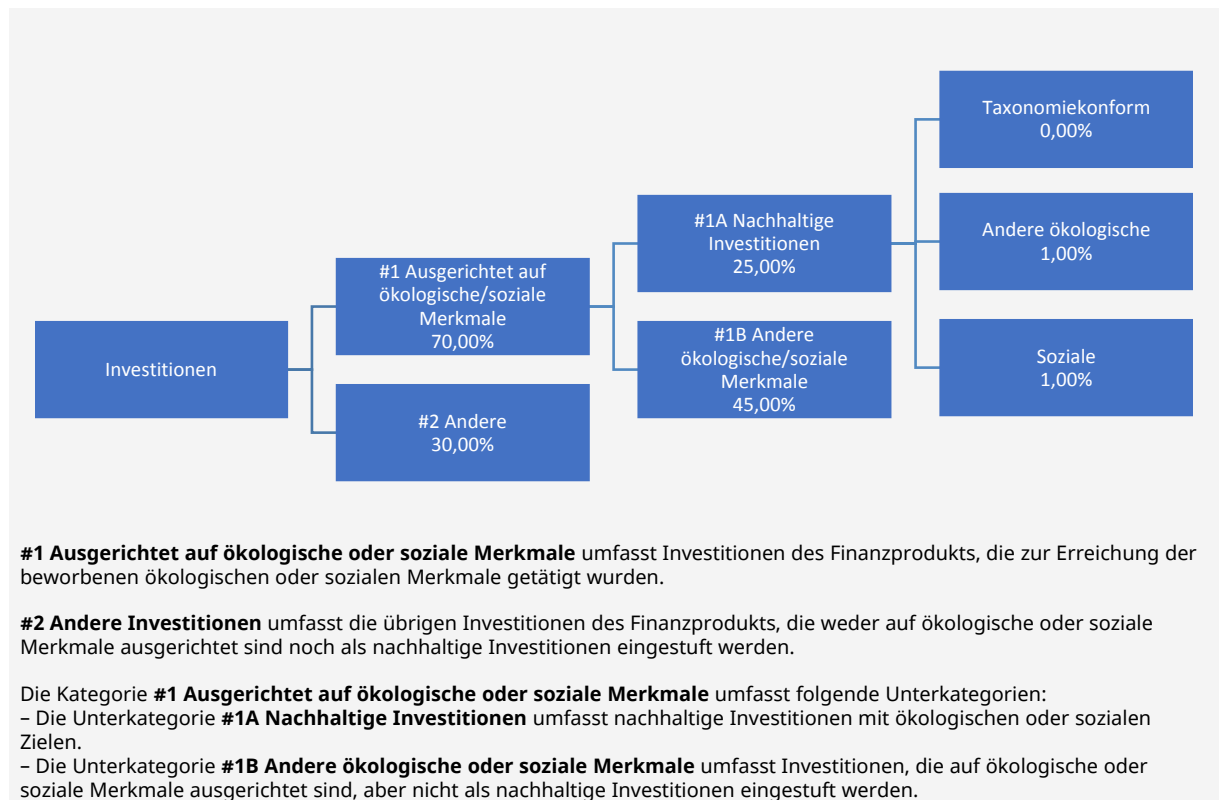 Investitionen
#1 Ausgerichtet auf
ökologische/soziale
Merkmale
70,00%
#2 Andere
30,00%
#1A Nachhaltige
Investitionen
25,00%
#1B Andere
ökologische/soziale
Merkmale
45,00%
Taxonomiekonform
0,00%
Andere ökologische
1,00%
Soziale
1,00%
#1 Ausgerichtet auf ökologische oder soziale Merkmale umfasst Investitionen des Finanzprodukts, die zur Erreichung der
beworbenen ökologischen oder sozialen Merkmale getätigt wurden.
#2 Andere Investitionen umfasst die übrigen Investitionen des Finanzprodukts, die weder auf ökologische oder soziale
Merkmale ausgerichtet sind noch als nachhaltige Investitionen eingestuft werden.
Die Kategorie #1 Ausgerichtet auf ökologische oder soziale Merkmale umfasst folgende Unterkategorien:
– Die Unterkategorie #1A Nachhaltige Investitionen umfasst nachhaltige Investitionen mit ökologischen oder sozialen
Zielen.
– Die Unterkategorie #1B Andere ökologische oder soziale Merkmale umfasst Investitionen, die auf ökologische oder
soziale Merkmale ausgerichtet sind, aber nicht als nachhaltige Investitionen eingestuft werden.